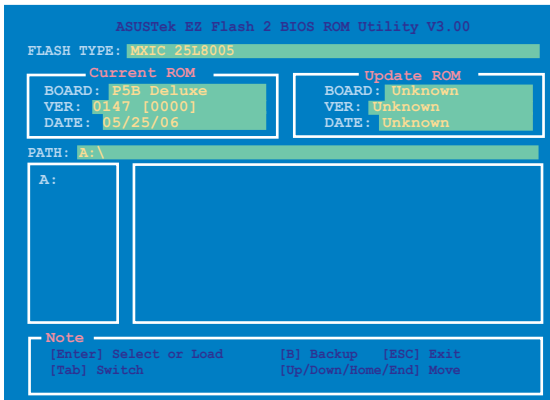 ASUSTek EZ Flash 2 BIOS ROM Utility V3.00
FLASH TYPE: MXIC 25L8005
Current ROM
BOARD: P5B Deluxe
VER: 0147 [0000]
DATE: 05/25/06
Update ROM
BOARD: Unknown
VER: Unknown
DATE: Unknown
PATH: A:\
A:
Note
[Enter] Select or Load [B] Backup [ESC] Exit
[Tab] Switch [Up/Down/Home/End] Move